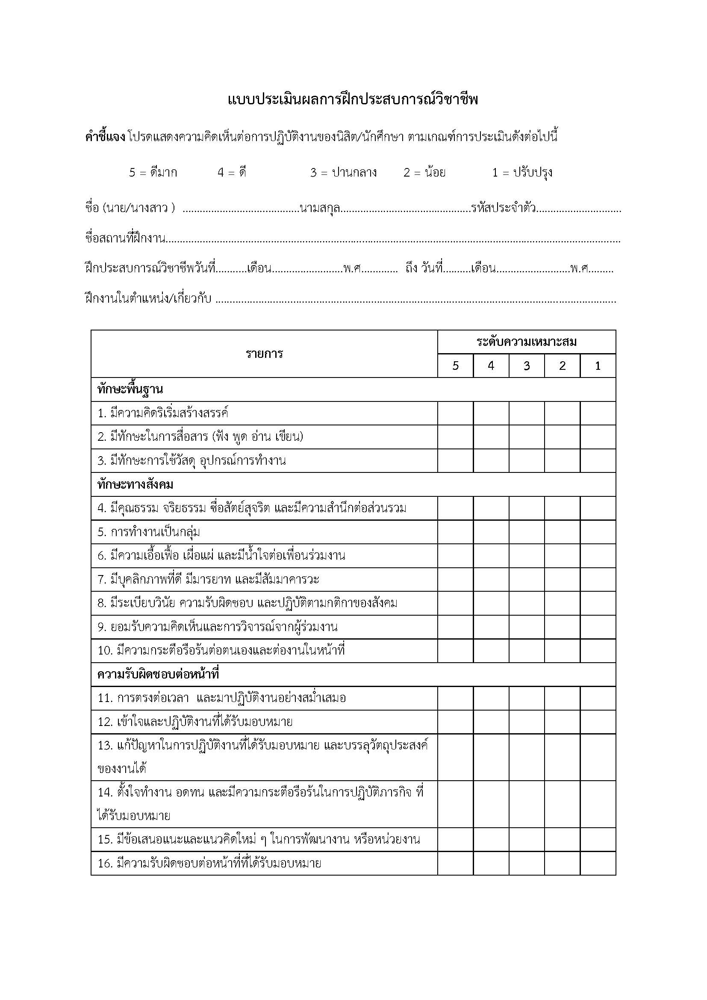 แบบประเมินผลการฝึกประสบการณ์วิชาชีพ
คำชี้แจง โปรดแสดงความคิดเห็นต่อการปฏิบัติงานของนิสิต/นักศึกษา ตามเกณฑ์การประเมินดังต่อไปนี้
5 = ดีมาก 4 = ดี 3 = ปานกลาง 2 = น้อย 1 = ปรับปรุง
ชื่อ (นาย/นางสาว ) .........................................นามสกุล..............................................รหัสประจำตัว..............................
ชื่อสถานที่ฝึกงาน................................................................................................................................................................
ฝึกประสบการณ์วิชาชีพวันที่...........เดือน.........................พ.ศ............. ถึง วันที่..........เดือน..........................พ.ศ.........
ฝึกงานในตำแหน่ง/เกี่ยวกับ .............................................................................................................................................
รายการ ระดับความเหมาะสม
5 4 3 2 1
ทักษะพื้นฐาน
1. มีความคิดริเริ่มสร้างสรรค์
2. มีทักษะในการสื่อสาร (ฟัง พูด อ่าน เขียน)
3. มีทักษะการใช้วัสดุ อุปกรณ์การทำงาน
ทักษะทางสังคม
4. มีคุณธรรม จริยธรรม ซื่อสัตย์สุจริต และมีความสำนึกต่อส่วนรวม
5. การทำงานเป็นกลุ่ม
6. มีความเอื้อเฟื้อ เผื่อแผ่ และมีน้ำใจต่อเพื่อนร่วมงาน
7. มีบุคลิกภาพที่ดี มีมารยาท และมีสัมมาคารวะ
8. มีระเบียบวินัย ความรับผิดชอบ และปฏิบัติตามกติกาของสังคม
9. ยอมรับความคิดเห็นและการวิจารณ์จากผู้ร่วมงาน
10. มีความกระตือรือร้นต่อตนเองและต่องานในหน้าที่
ความรับผิดชอบต่อหน้าที่
11. การตรงต่อเวลา และมาปฏิบัติงานอย่างสม่ำเสมอ
12. เข้าใจและปฏิบัติงานที่ได้รับมอบหมาย
13. แก้ปัญหาในการปฏิบัติงานที่ได้รับมอบหมาย และบรรลุวัตถุประสงค์
ของงานได้
14. ตั้งใจทำงาน อดทน และมีความกระตือรือร้นในการปฏิบัติภารกิจ ที่
ได้รับมอบหมาย
15. มีข้อเสนอแนะและแนวคิดใหม่ ๆ ในการพัฒนางาน หรือหน่วยงาน
16. มีความรับผิดชอบต่อหน้าที่ที่ได้รับมอบหมาย